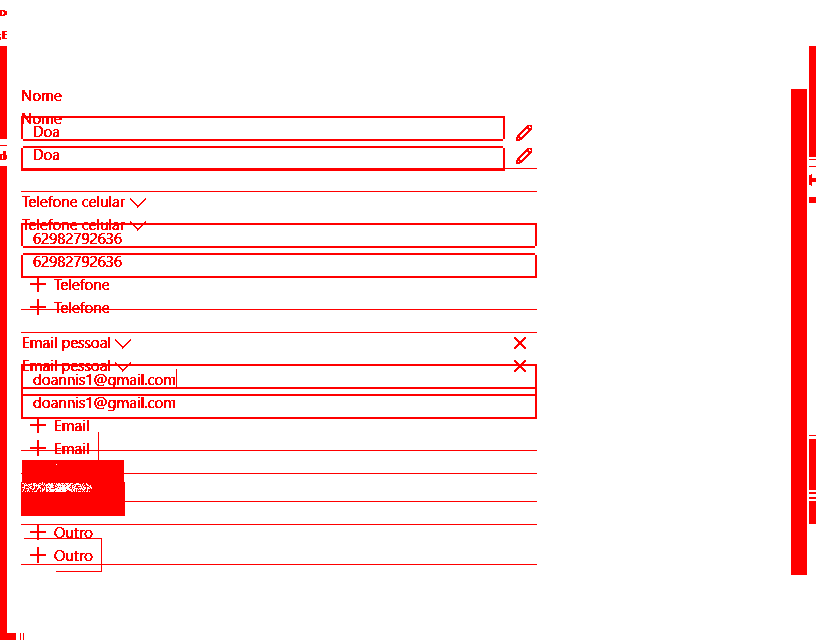 Nome
Nome
Doa
Doa
Telefone celular
Telefone celular
62982792636
62982792636
Telefone
Telefone
Email pessoal
Email pessoal
doannis1@gmail.com
doannis1@gmail.com
Email
Email
Outro
Outro